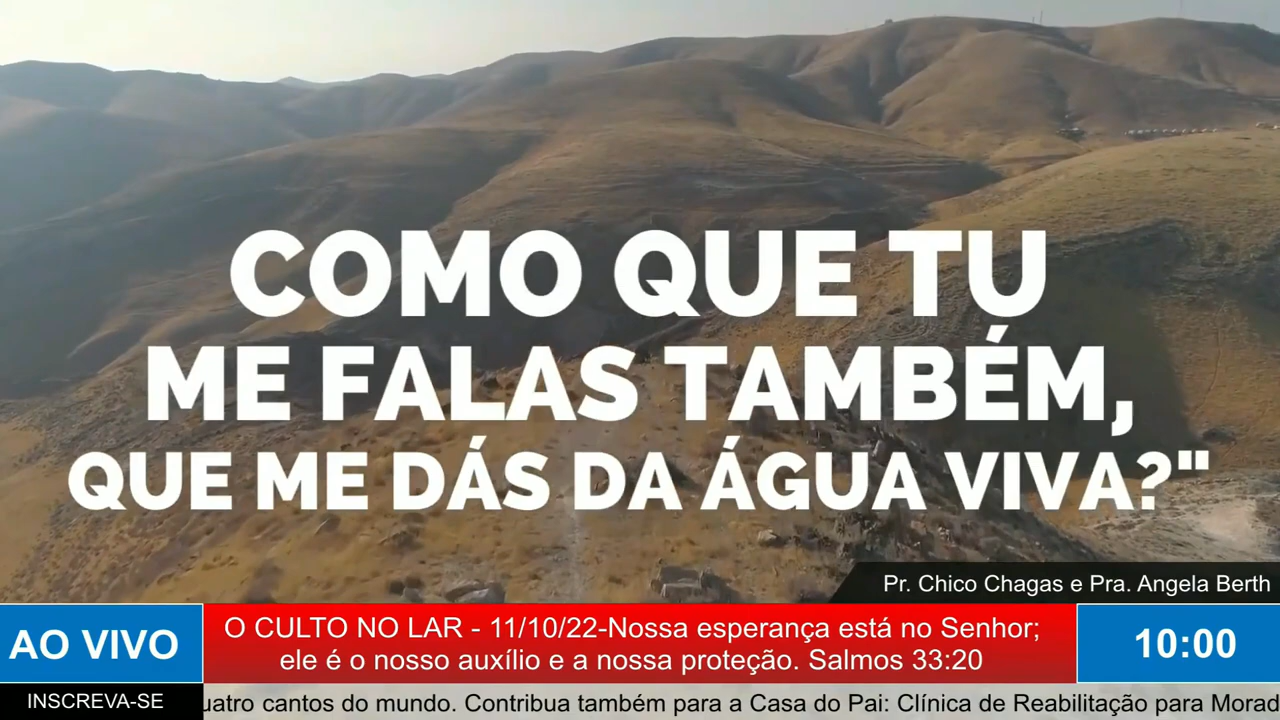 COMO QUE TU
ME FALAS TAMBÉM,
QUE ME DÁS DA ÁGUA VIVA?"
Pr. Chico Chagas e Pra. Angela Berth
AO VIVO
O CULTO NO LAR - 11/10/22-Nossa esperança está no Senhor;
ele é o nosso auxílio e a nossa proteção. Salmos 33:20
10:00
INSCREVA-SE
cantos do mundo. Contribua também para a Casa do Pai: Clínica de Reabilitação para